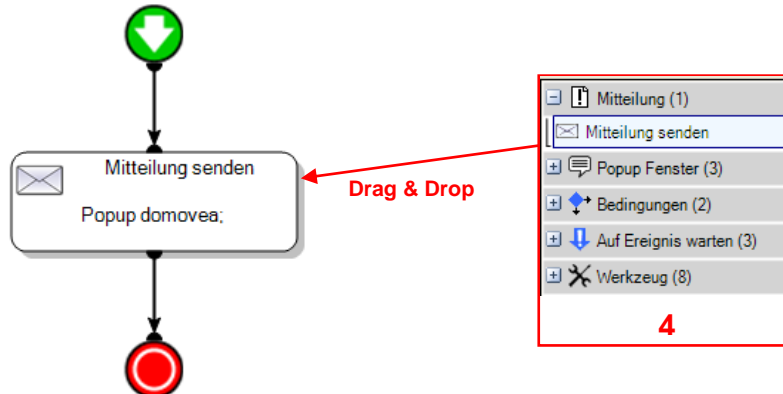 Mitteilung senden
Popup domovea;
Drag & Drop
Mitteilung (1)
Mitteilung senden
Popup Fenster (3)
Bedingungen (2)
Auf Ereignis warten (3)
Werkzeug (8)
4